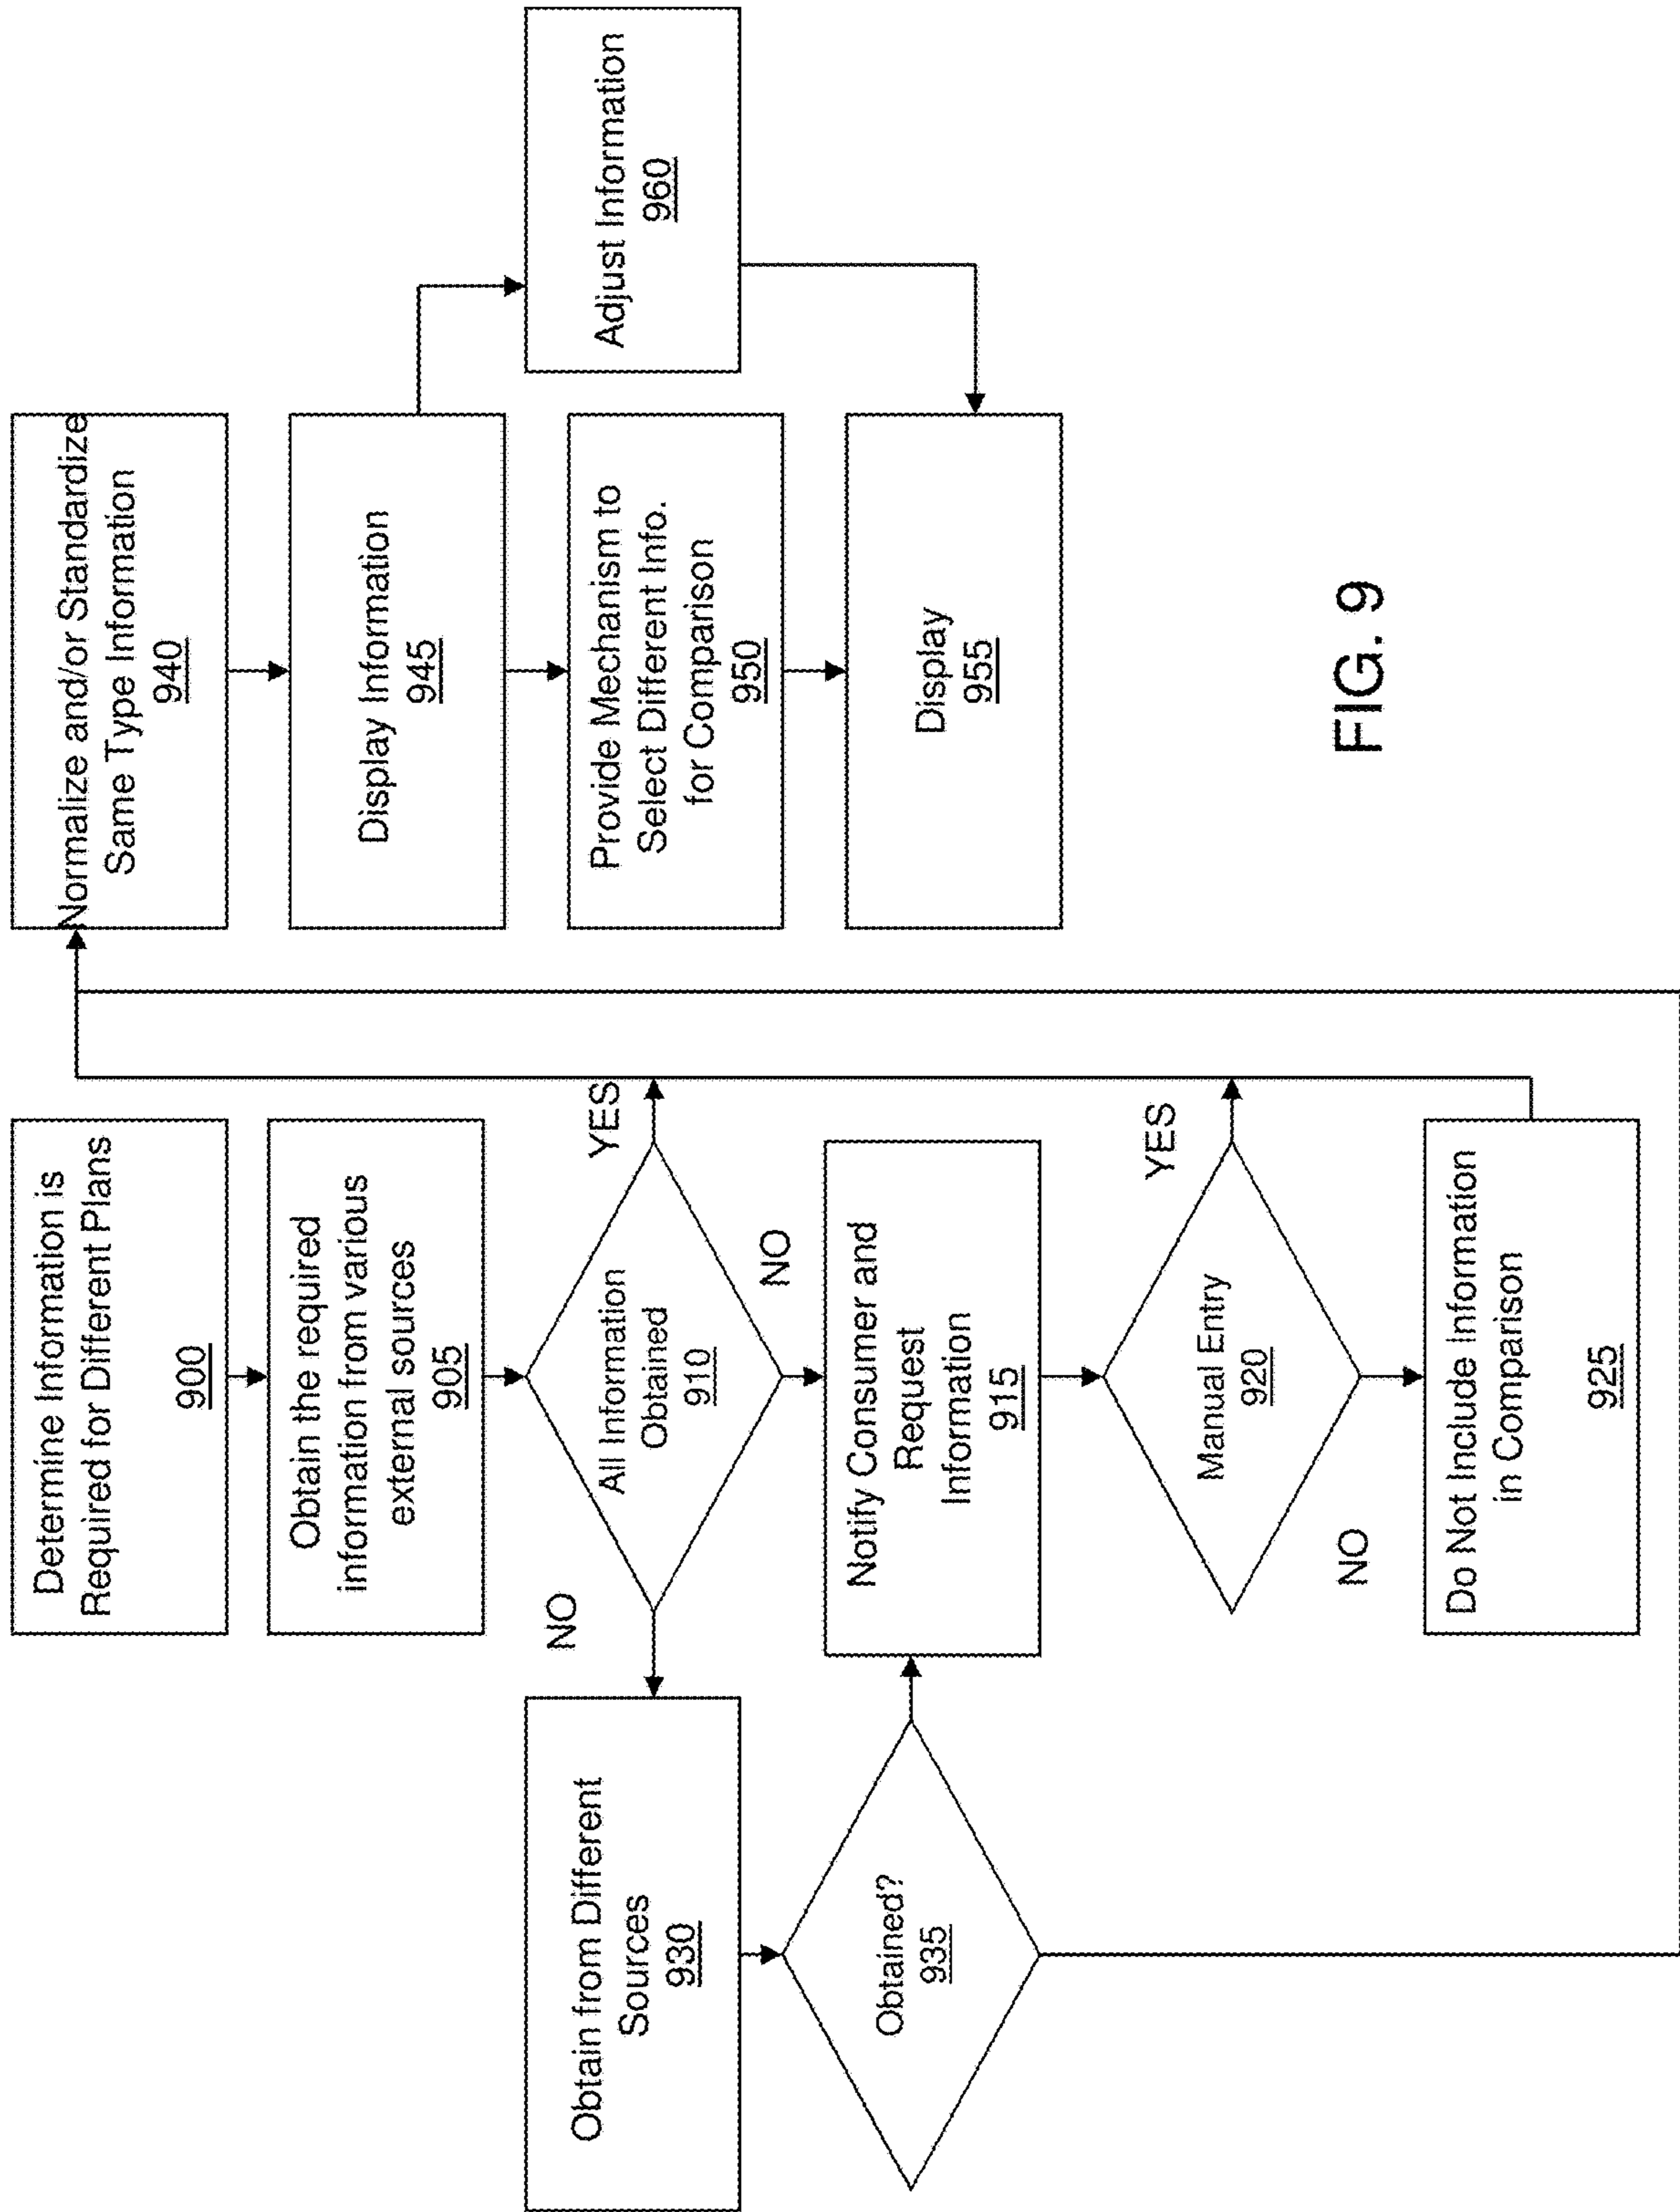 Determine Information is
Required for Different Plans
900
Obtain the required
information from various
external sources
905
All Information
Obtained
910
YES
NO
NO
Obtain from Different
Sources
930
Obtained?
935
Notify Consumer and
Request
Information
915
Manual Entry
920
YES
NO
Do Not Include Information
in Comparison
925
Normalize and/or Standardize
Same Type Information
940
Display Information
945
Provide Mechanism to
Select Different Info.
for Comparison
950
Display
955
Adjust Information
960
FIG. 9